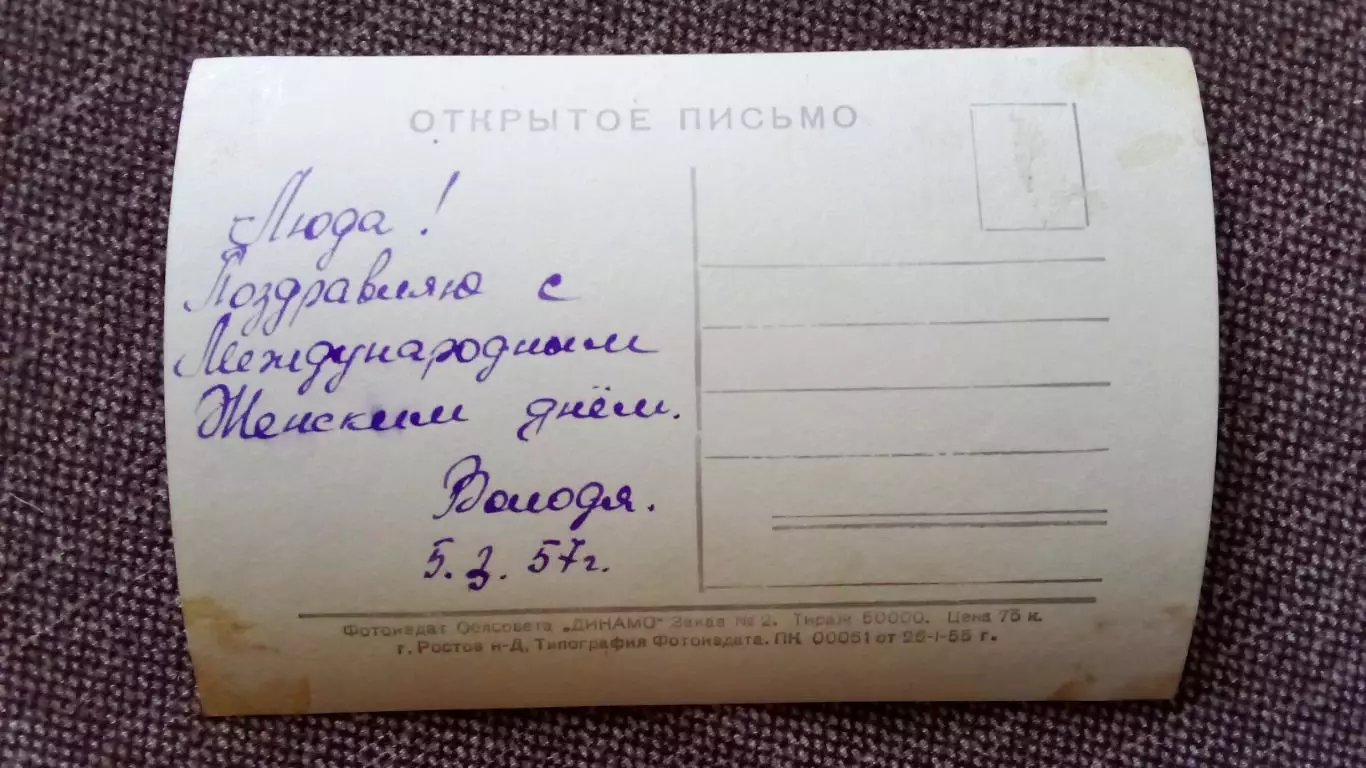 ОТКРЫТОЕ ПИСЬМО
Люда!
Поздравляю с
Международным
Женским днём.
Володя.
5.3.57г.
Фотоиздат Облсовета „ДИНАМО" Заказ № 2. Тираж 50000. Цена 75 к.
г. Ростов н-Д, Типография Фотоиздата. ПК 00051 от 25-I-55 г.